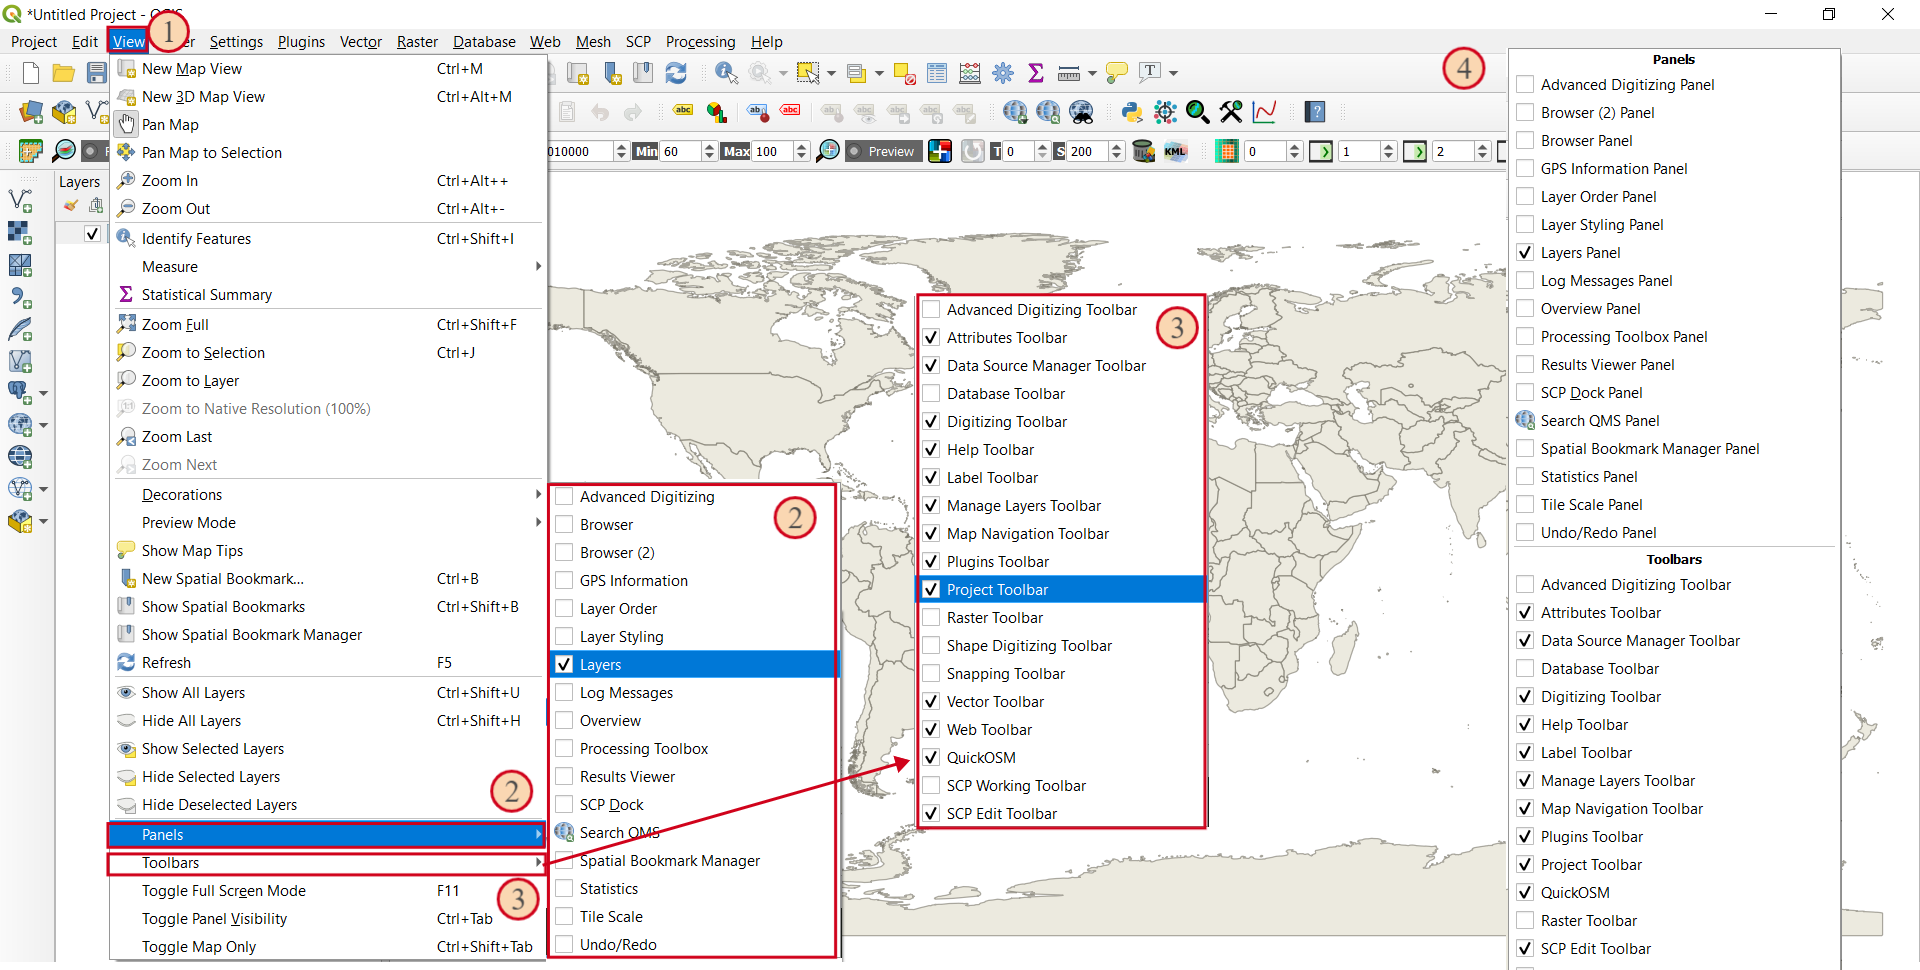 *Untitled Project - QGIS
1
Project Edit View Settings Plugins Vector Raster Database Web Mesh SCP Processing Help
New Map View Ctrl+M
New 3D Map View Ctrl+Alt+M
Pan Map
Pan Map to Selection
Zoom In Ctrl+Alt++
Zoom Out Ctrl+Alt+-
Identify Features Ctrl+Shift+I
Measure
Statistical Summary
Zoom Full Ctrl+Shift+F
Zoom to Selection Ctrl+J
Zoom to Layer
Zoom to Native Resolution (100%)
Zoom Last
Zoom Next
Decorations
Preview Mode
Show Map Tips
New Spatial Bookmark... Ctrl+B
Show Spatial Bookmarks Ctrl+Shift+B
Show Spatial Bookmark Manager
Refresh F5
Show All Layers Ctrl+Shift+U
Hide All Layers Ctrl+Shift+H
Show Selected Layers
Hide Selected Layers
Hide Deselected Layers
2
Panels
Toolbars
Toggle Full Screen Mode F11
3
Toggle Panel Visibility Ctrl+Tab
Toggle Map Only Ctrl+Shift+Tab
Layers
abc ab abc
010000 Min 60 Max 100 Preview T 0 S 200 KML 0 1 2
2
Advanced Digitizing
Browser
Browser (2)
GPS Information
Layer Order
Layer Styling
Layers
Log Messages
Overview
Processing Toolbox
Results Viewer
SCP Dock
Search QMS
Spatial Bookmark Manager
Statistics
Tile Scale
Undo/Redo
3
Advanced Digitizing Toolbar
Attributes Toolbar
Data Source Manager Toolbar
Database Toolbar
Digitizing Toolbar
Help Toolbar
Label Toolbar
Manage Layers Toolbar
Map Navigation Toolbar
Plugins Toolbar
Project Toolbar
Raster Toolbar
Shape Digitizing Toolbar
Snapping Toolbar
Vector Toolbar
Web Toolbar
QuickOSM
SCP Working Toolbar
SCP Edit Toolbar
4
Panels
Advanced Digitizing Panel
Browser (2) Panel
Browser Panel
GPS Information Panel
Layer Order Panel
Layer Styling Panel
Layers Panel
Log Messages Panel
Overview Panel
Processing Toolbox Panel
Results Viewer Panel
SCP Dock Panel
Search QMS Panel
Spatial Bookmark Manager Panel
Statistics Panel
Tile Scale Panel
Undo/Redo Panel
Toolbars
Advanced Digitizing Toolbar
Attributes Toolbar
Data Source Manager Toolbar
Database Toolbar
Digitizing Toolbar
Help Toolbar
Label Toolbar
Manage Layers Toolbar
Map Navigation Toolbar
Plugins Toolbar
Project Toolbar
QuickOSM
Raster Toolbar
SCP Edit Toolbar